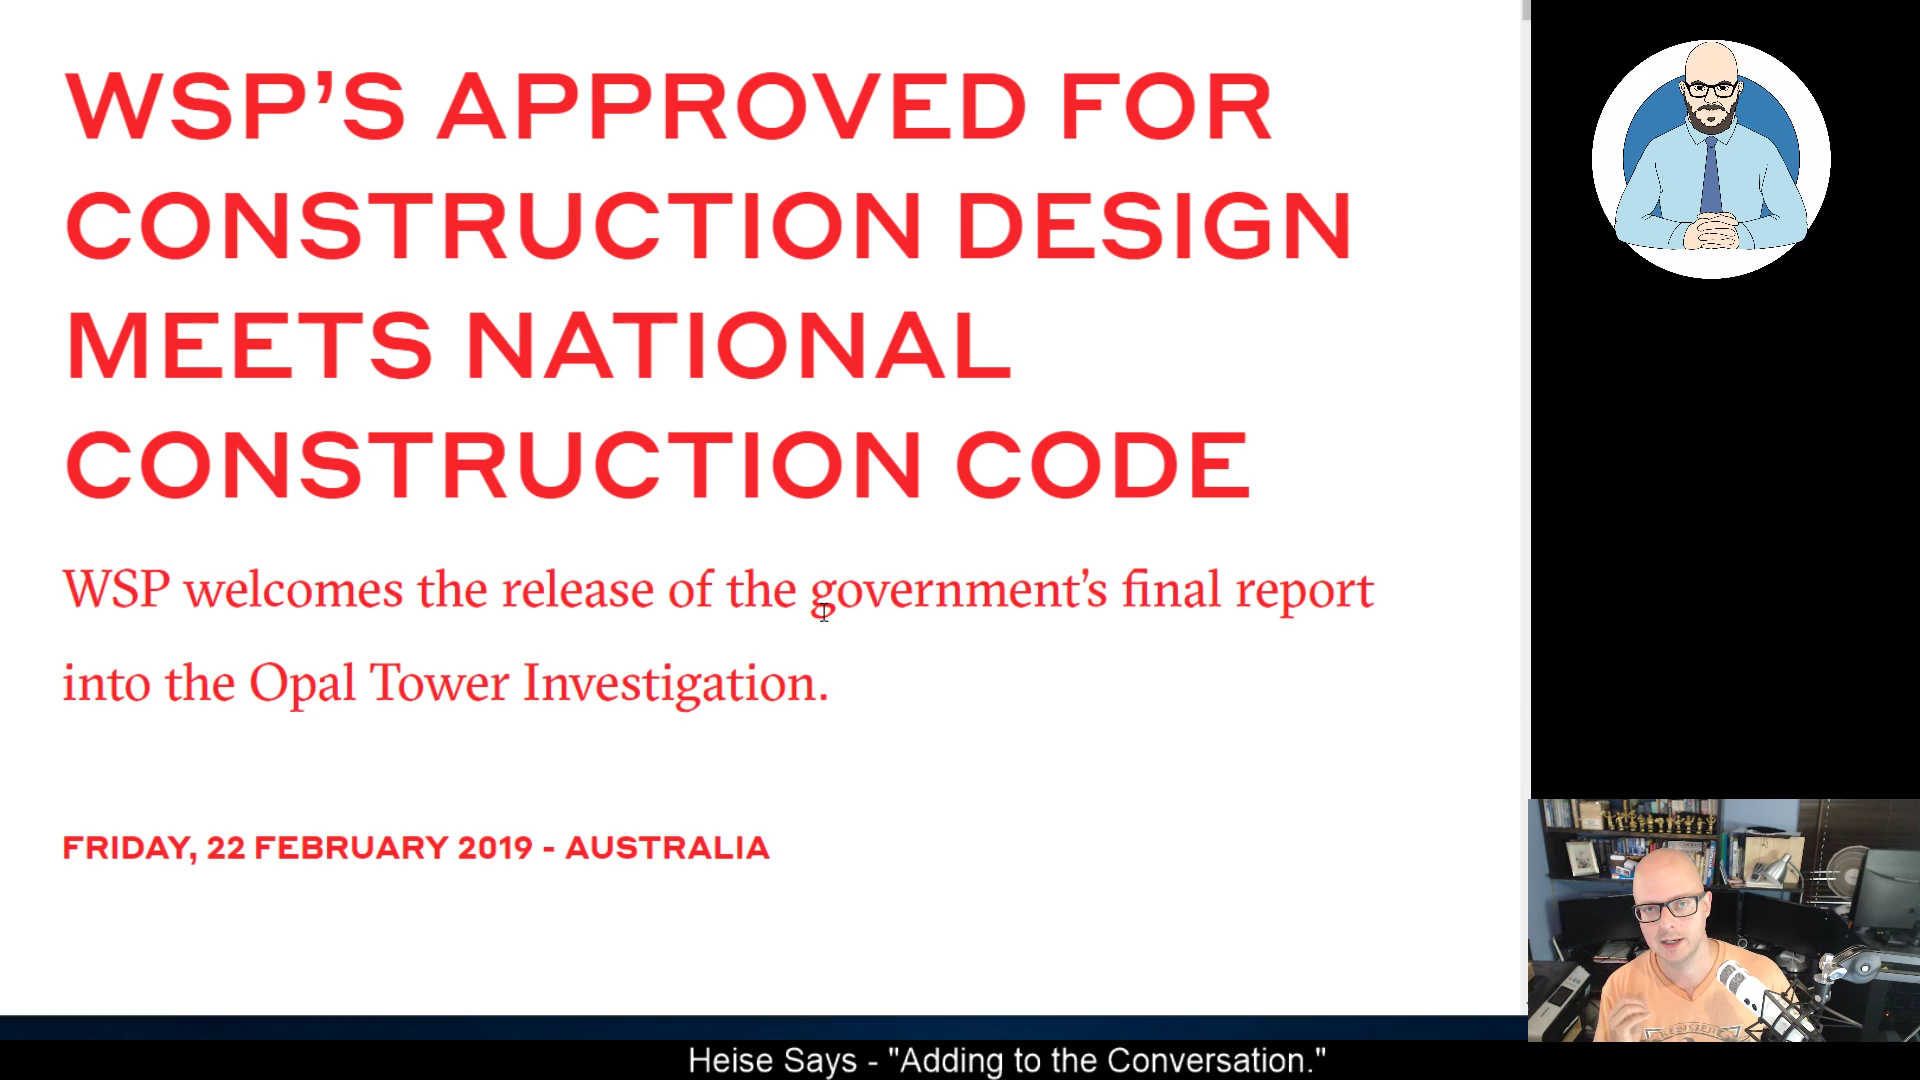 WSP'S APPROVED FOR
CONSTRUCTION DESIGN
MEETS NATIONAL
CONSTRUCTION CODE
WSP welcomes the release of the government's final report
into the Opal Tower Investigation.
FRIDAY, 22 FEBRUARY 2019 - AUSTRALIA
Heise Says - "Adding to the Conversation."